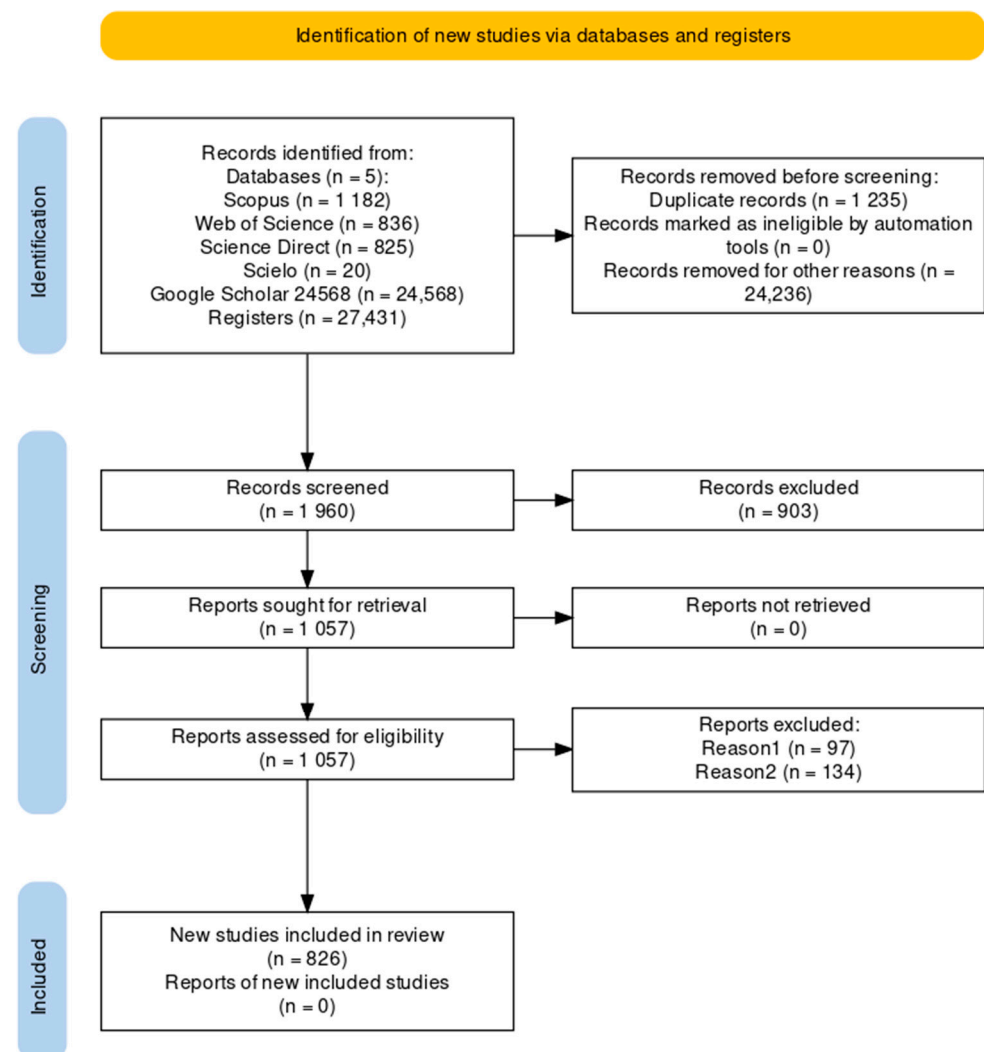 Identification of new studies via databases and registers
Identification
Records identified from:
Databases (n = 5):
Scopus (n = 1 182)
Web of Science (n = 836)
Science Direct (n = 825)
Scielo (n = 20)
Google Scholar 24568 (n = 24,568)
Registers (n = 27,431)
Records removed before screening:
Duplicate records (n = 1 235)
Records marked as ineligible by automation
tools (n = 0)
Records removed for other reasons (n =
24,236)
Screening
Records screened
(n = 1 960)
Records excluded
(n = 903)
Reports sought for retrieval
(n = 1 057)
Reports not retrieved
(n = 0)
Reports assessed for eligibility
(n = 1 057)
Reports excluded:
Reason1 (n = 97)
Reason2 (n = 134)
Included
New studies included in review
(n = 826)
Reports of new included studies
(n = 0)